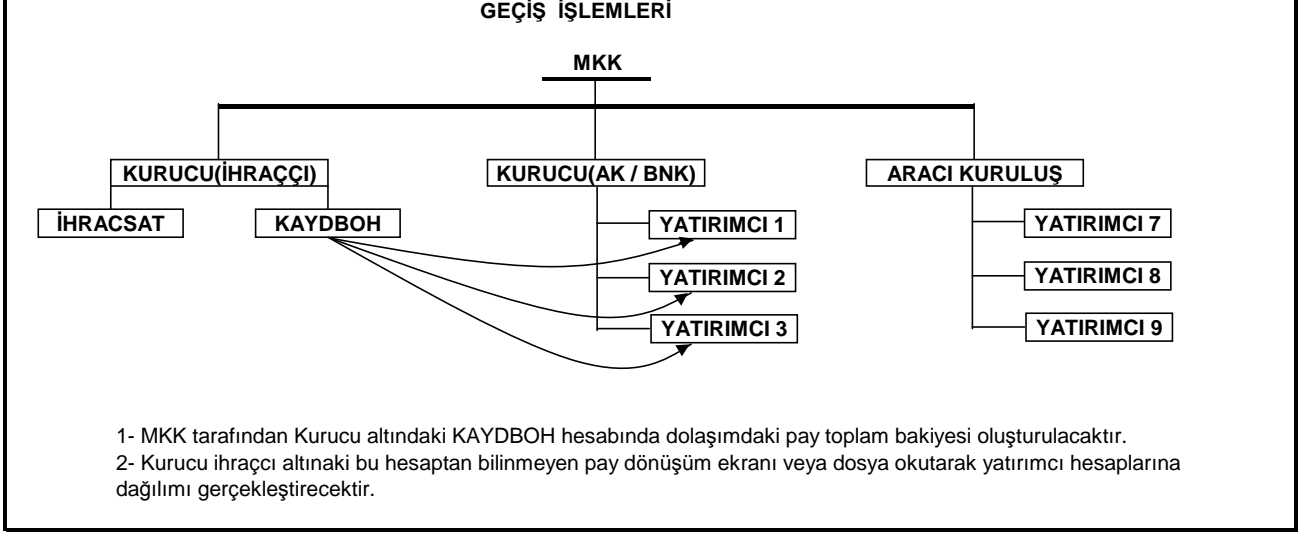 GEÇİŞ İŞLEMLERİ
MKK
KURUCU(İHRAÇÇI)
KURUCU(AK / BNK)
ARACI KURULUŞ
İHRACSAT
KAYDBOH
YATIRIMCI 1
YATIRIMCI 7
YATIRIMCI 2
YATIRIMCI 8
YATIRIMCI 3
YATIRIMCI 9
1- MKK tarafından Kurucu altındaki KAYDBOH hesabında dolaşımdaki pay toplam bakiyesi oluşturulacaktır.
2- Kurucu ihraçcı altınaki bu hesaptan bilinmeyen pay dönüşüm ekranı veya dosya okutarak yatırımcı hesaplarına
dağılımı gerçekleştirecektir.